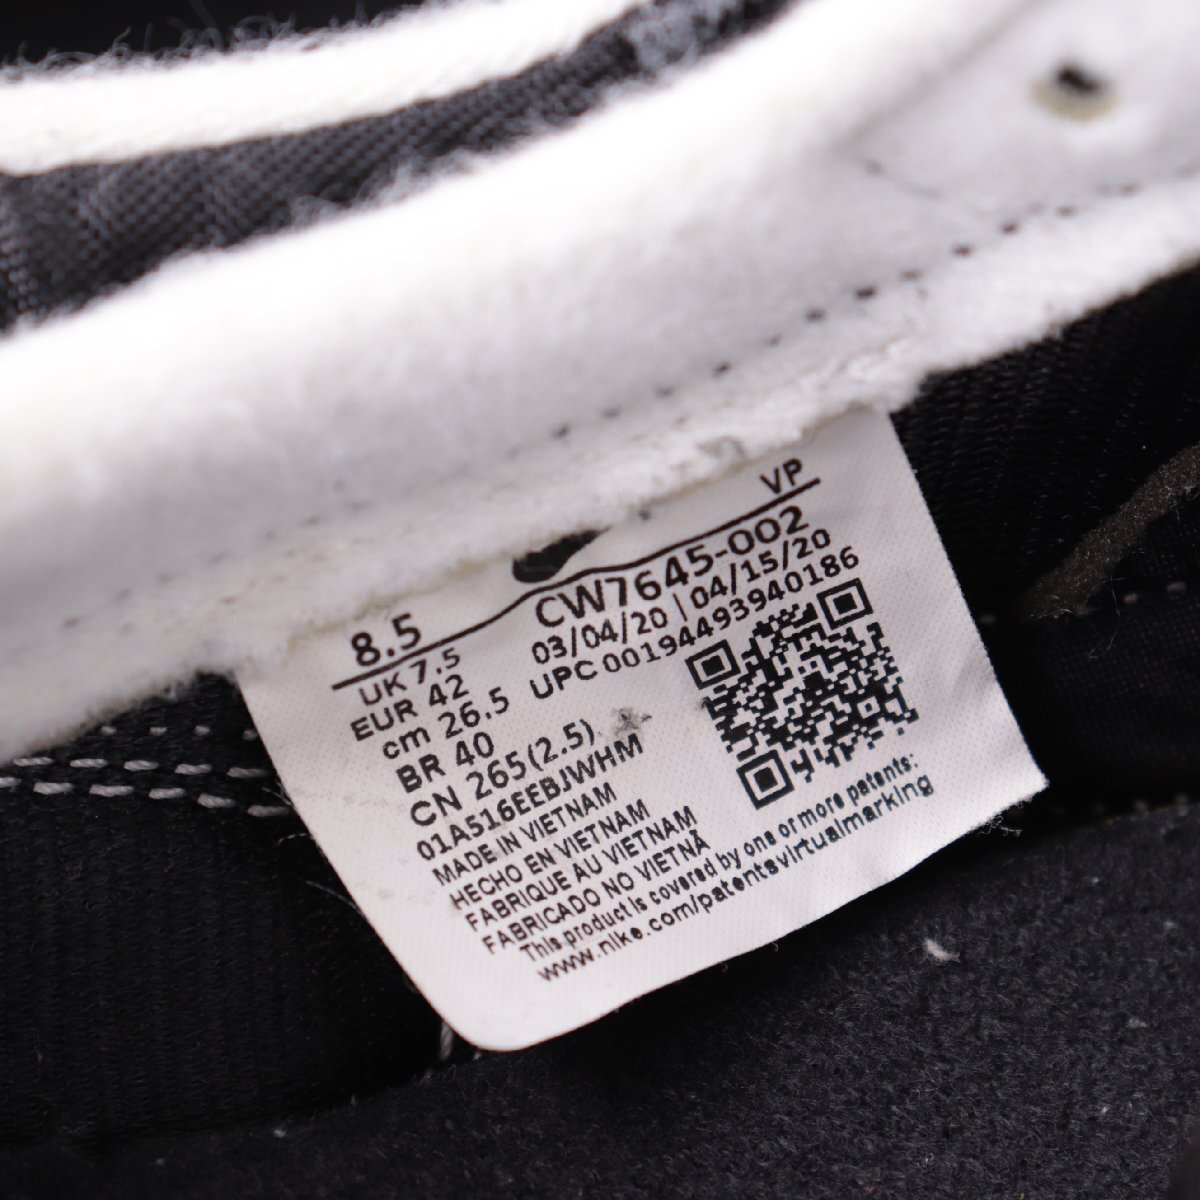 8.5 VP
UK 7.5 CW7645-002
EUR 42 03/04/20 | 04/15/20
cm 26.5 UPC 00194493940186
BR 40
CN 265(2.5)
01A516EEBJWHM
MADE IN VIETNAM
HECHO EN VIETNAM
FABRIQUE AU VIETNAM
FABRICADO NO VIETNÃ
This product is covered by one or more patents:
www.nike.com/patentsvirtualmarking